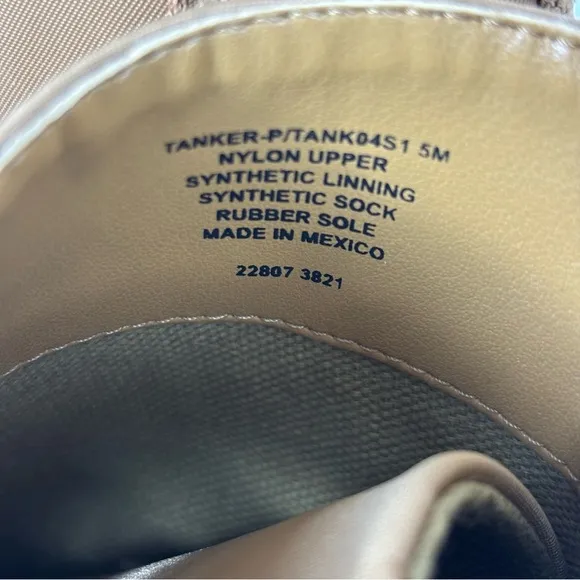 TANKER-P/TANK04S1 5M
NYLON UPPER
SYNTHETIC LINNING
SYNTHETIC SOCK
RUBBER SOLE
MADE IN MEXICO
22807 3821